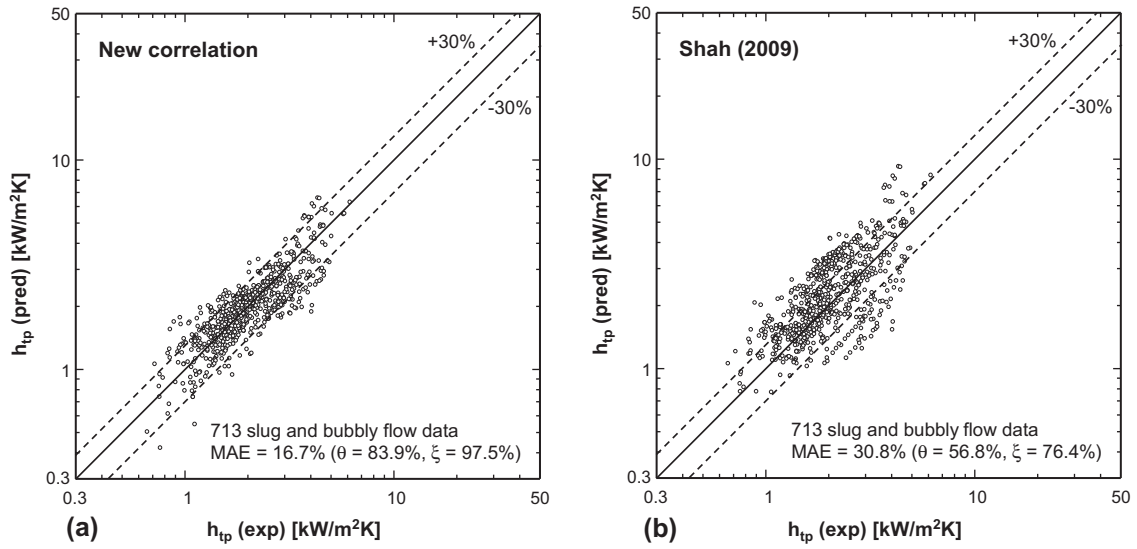 50
New correlation
+30%
-30%
10
h_tp (pred) [kW/m²K]
1
713 slug and bubbly flow data
MAE = 16.7% (θ = 83.9%, ξ = 97.5%)
0.3
0.3 1 10 50
(a) h_tp (exp) [kW/m²K]
50
Shah (2009)
+30%
-30%
10
h_tp (pred) [kW/m²K]
1
713 slug and bubbly flow data
MAE = 30.8% (θ = 56.8%, ξ = 76.4%)
0.3
0.3 1 10 50
(b) h_tp (exp) [kW/m²K]